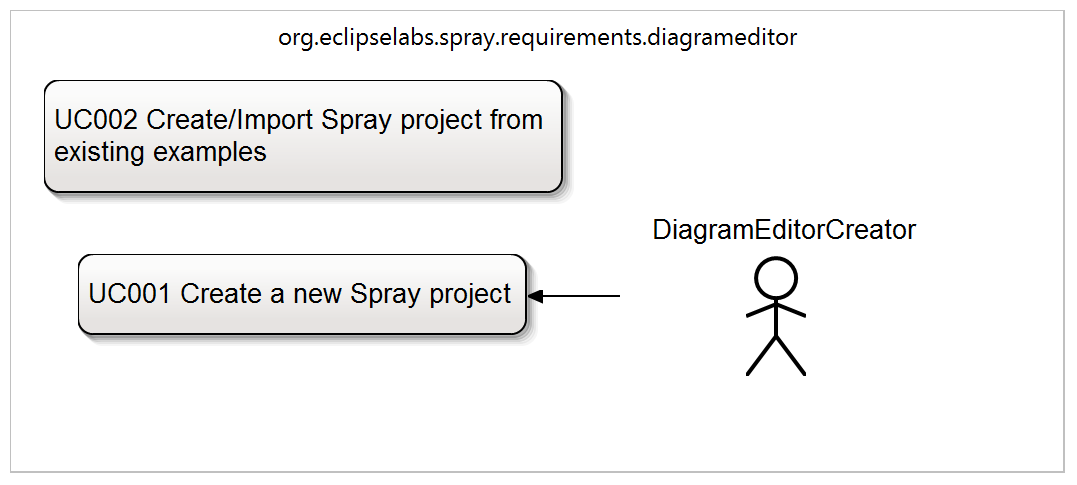 org.eclipselabs.spray.requirements.diagrameditor
UC002 Create/Import Spray project from
existing examples
DiagramEditorCreator
UC001 Create a new Spray project